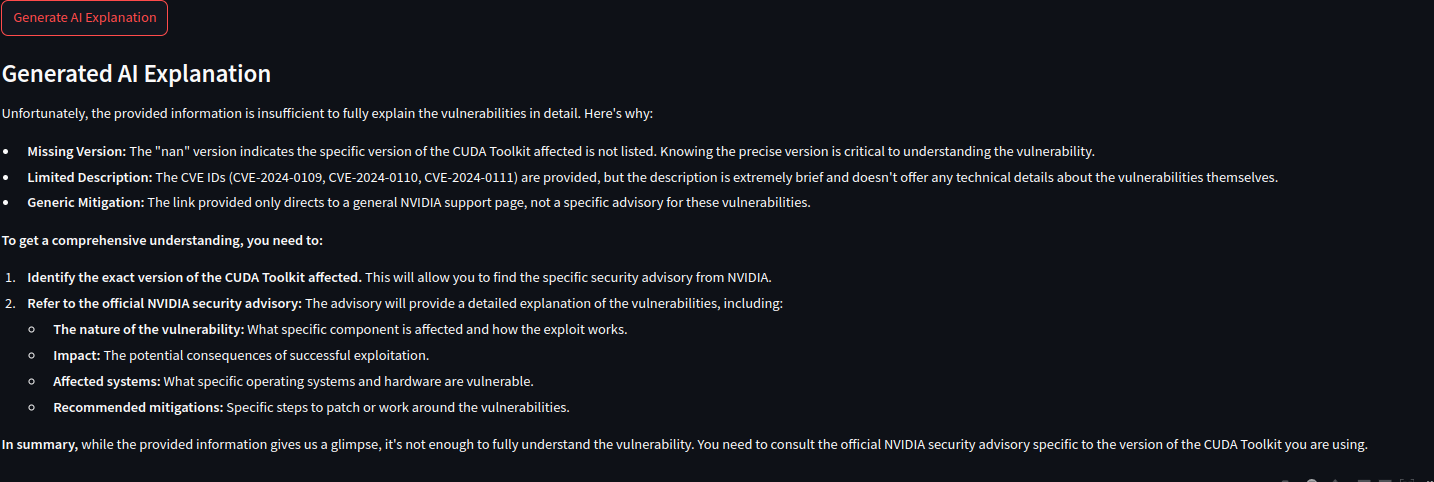 Generate AI Explanation
Generated AI Explanation
Unfortunately, the provided information is insufficient to fully explain the vulnerabilities in detail. Here's why:
Missing Version: The "nan" version indicates the specific version of the CUDA Toolkit affected is not listed. Knowing the precise version is critical to understanding the vulnerability.
Limited Description: The CVE IDs (CVE-2024-0109, CVE-2024-0110, CVE-2024-0111) are provided, but the description is extremely brief and doesn't offer any technical details about the vulnerabilities themselves.
Generic Mitigation: The link provided only directs to a general NVIDIA support page, not a specific advisory for these vulnerabilities.
To get a comprehensive understanding, you need to:
1. Identify the exact version of the CUDA Toolkit affected. This will allow you to find the specific security advisory from NVIDIA.
2. Refer to the official NVIDIA security advisory: The advisory will provide a detailed explanation of the vulnerabilities, including:
The nature of the vulnerability: What specific component is affected and how the exploit works.
Impact: The potential consequences of successful exploitation.
Affected systems: What specific operating systems and hardware are vulnerable.
Recommended mitigations: Specific steps to patch or work around the vulnerabilities.
In summary, while the provided information gives us a glimpse, it's not enough to fully understand the vulnerability. You need to consult the official NVIDIA security advisory specific to the version of the CUDA Toolkit you are using.